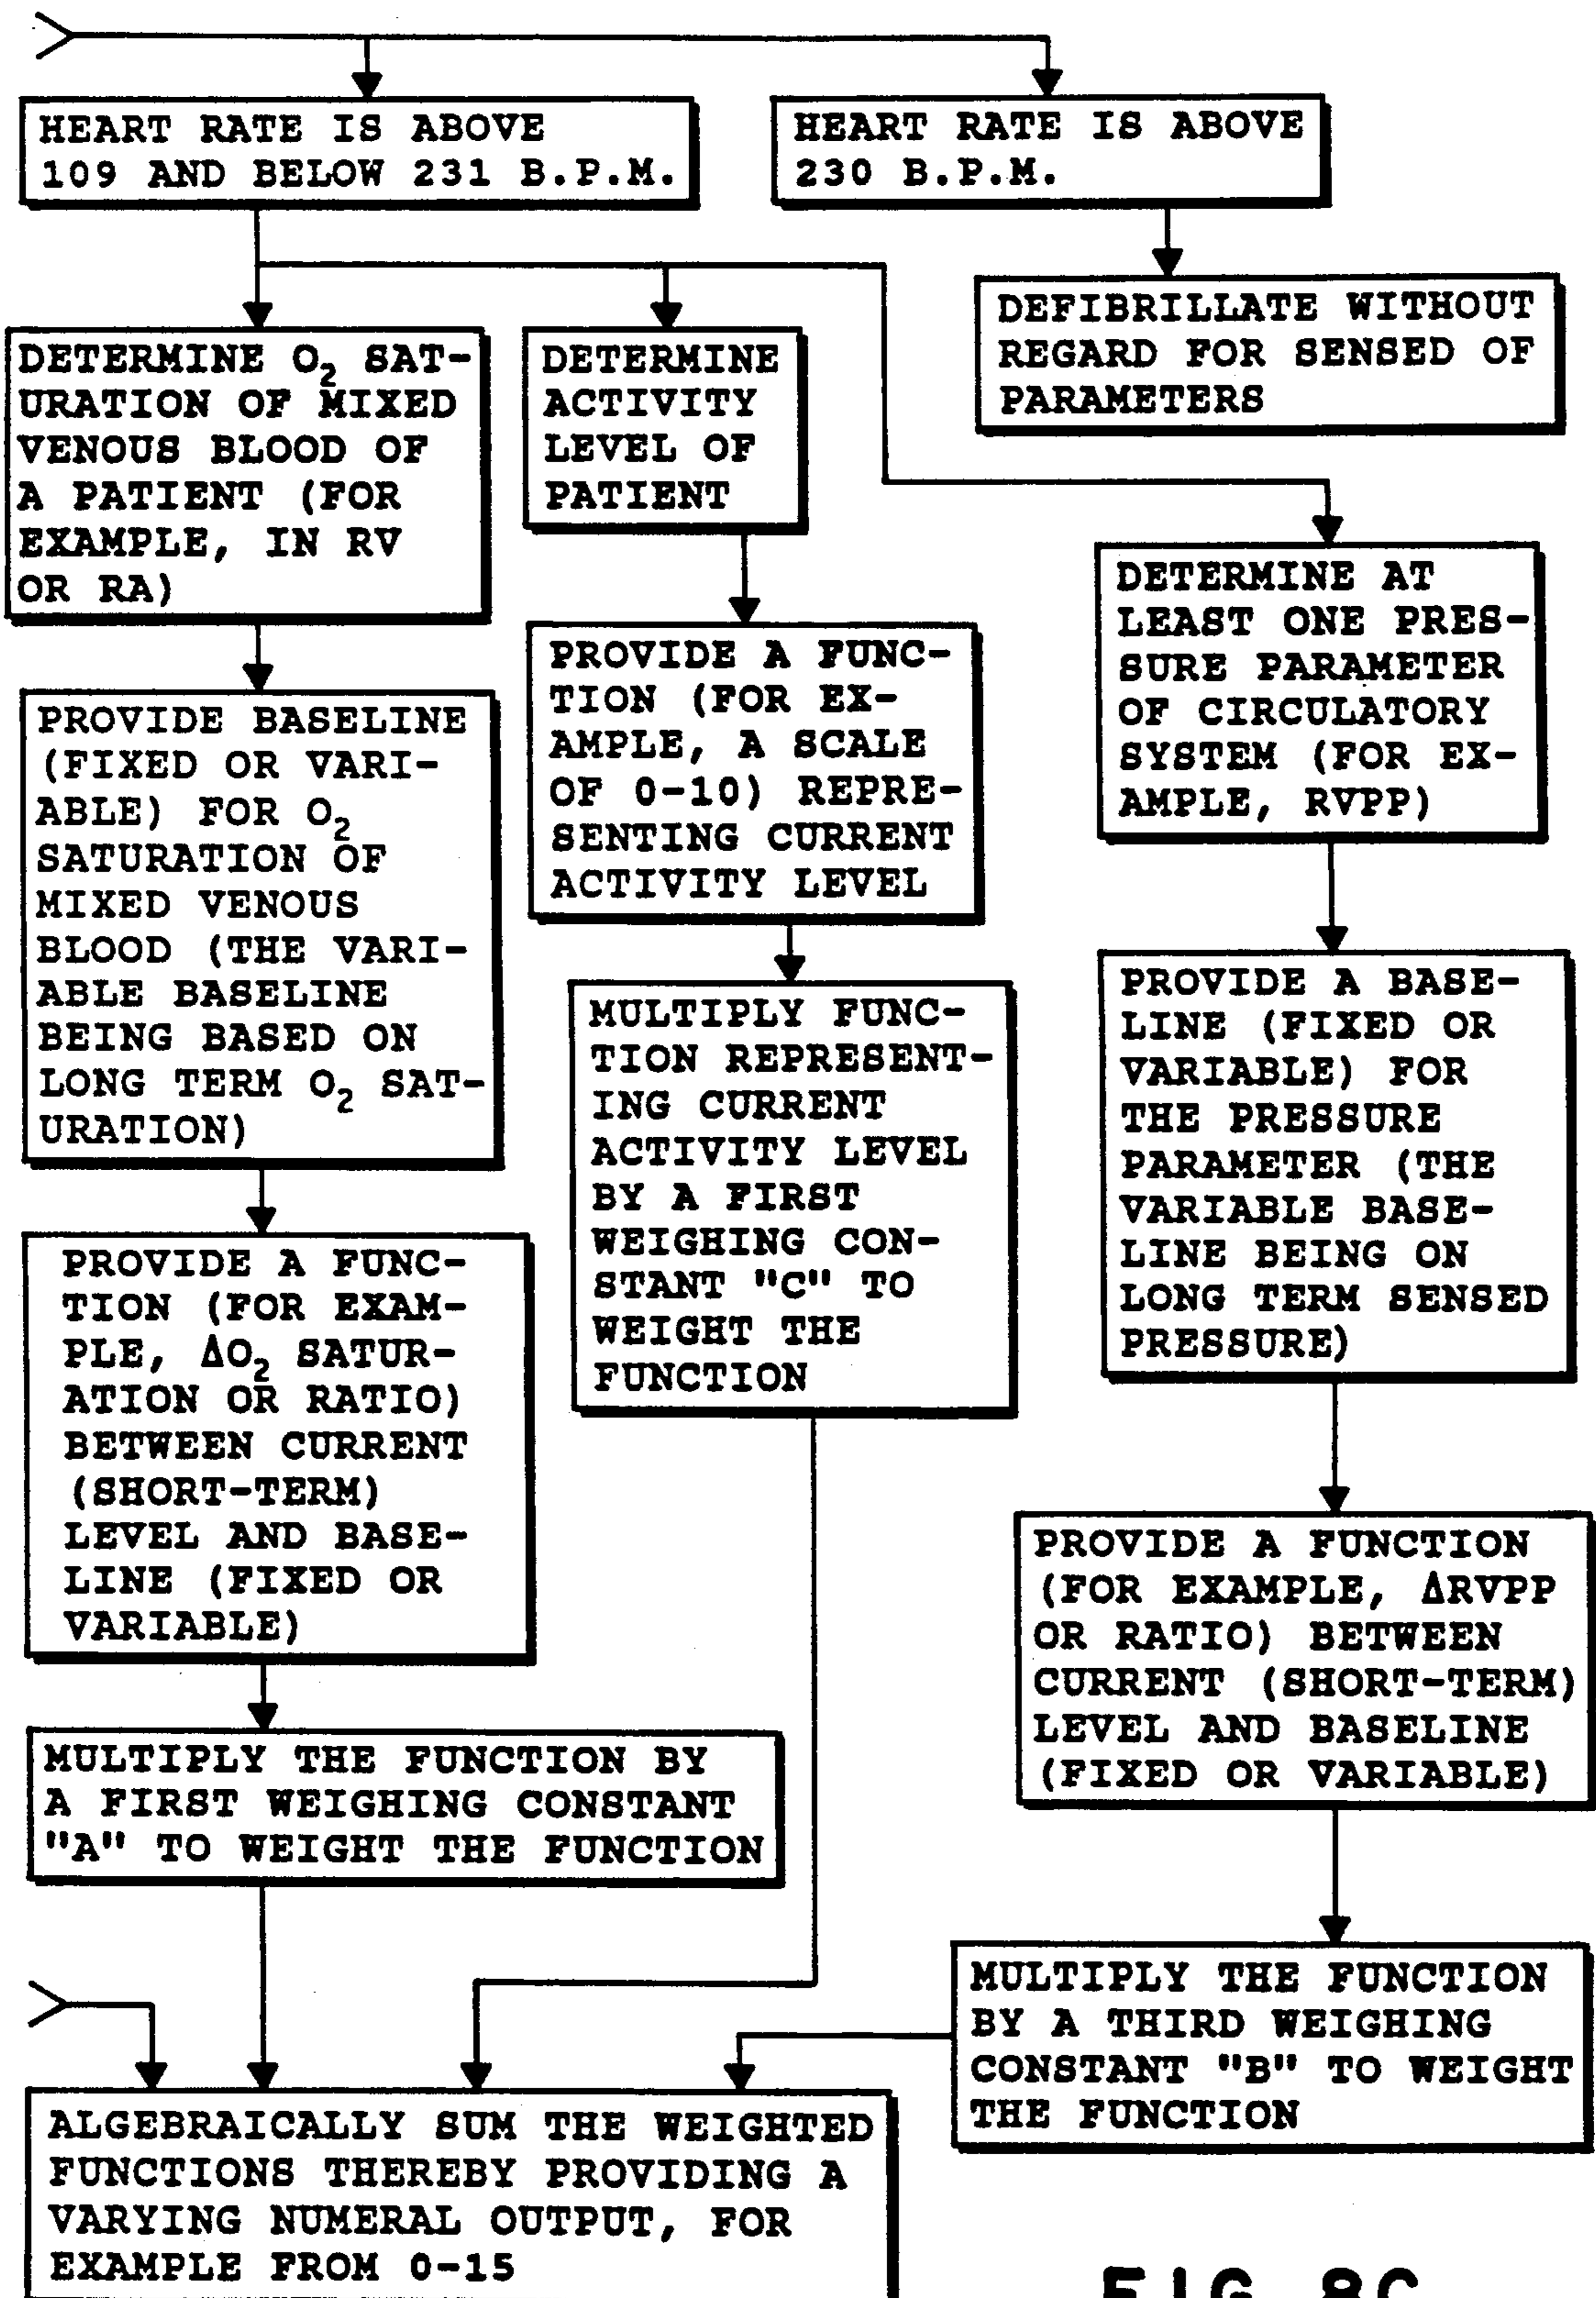 HEART RATE IS ABOVE
109 AND BELOW 231 B.P.M.
HEART RATE IS ABOVE
230 B.P.M.
DEFIBRILLATE WITHOUT
REGARD FOR SENSED OF
PARAMETERS
DETERMINE O₂ SAT-
URATION OF MIXED
VENOUS BLOOD OF
A PATIENT (FOR
EXAMPLE, IN RV
OR RA)
DETERMINE
ACTIVITY
LEVEL OF
PATIENT
DETERMINE AT
LEAST ONE PRES-
SURE PARAMETER
OF CIRCULATORY
SYSTEM (FOR EX-
AMPLE, RVPP)
PROVIDE BASELINE
(FIXED OR VARI-
ABLE) FOR O₂
SATURATION OF
MIXED VENOUS
BLOOD (THE VARI-
ABLE BASELINE
BEING BASED ON
LONG TERM O₂ SAT-
URATION)
PROVIDE A FUNC-
TION (FOR EX-
AMPLE, A SCALE
OF 0-10) REPRE-
SENTING CURRENT
ACTIVITY LEVEL
PROVIDE A BASE-
LINE (FIXED OR
VARIABLE) FOR
THE PRESSURE
PARAMETER (THE
VARIABLE BASE-
LINE BEING ON
LONG TERM SENSED
PRESSURE)
MULTIPLY FUNC-
TION REPRESENT-
ING CURRENT
ACTIVITY LEVEL
BY A FIRST
WEIGHING CON-
STANT "C" TO
WEIGHT THE
FUNCTION
PROVIDE A FUNC-
TION (FOR EXAM-
PLE, ΔO₂ SATUR-
ATION OR RATIO)
BETWEEN CURRENT
(SHORT-TERM)
LEVEL AND BASE-
LINE (FIXED OR
VARIABLE)
PROVIDE A FUNCTION
(FOR EXAMPLE, ΔRVPP
OR RATIO) BETWEEN
CURRENT (SHORT-TERM)
LEVEL AND BASELINE
(FIXED OR VARIABLE)
MULTIPLY THE FUNCTION BY
A FIRST WEIGHING CONSTANT
"A" TO WEIGHT THE FUNCTION
MULTIPLY THE FUNCTION
BY A THIRD WEIGHING
CONSTANT "B" TO WEIGHT
THE FUNCTION
ALGEBRAICALLY SUM THE WEIGHTED
FUNCTIONS THEREBY PROVIDING A
VARYING NUMERAL OUTPUT, FOR
EXAMPLE FROM 0-15
FIG 8C